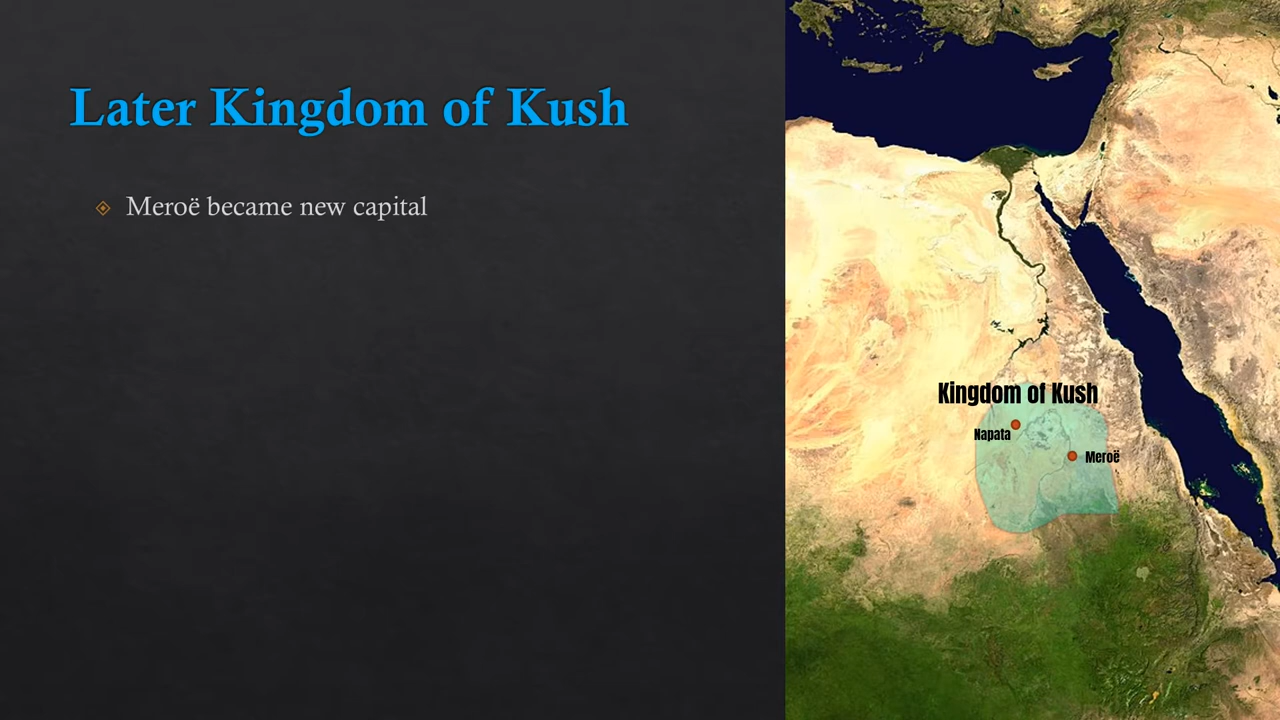 Later Kingdom of Kush
Meroë became new capital
Kingdom of Kush
Napata
Meroë